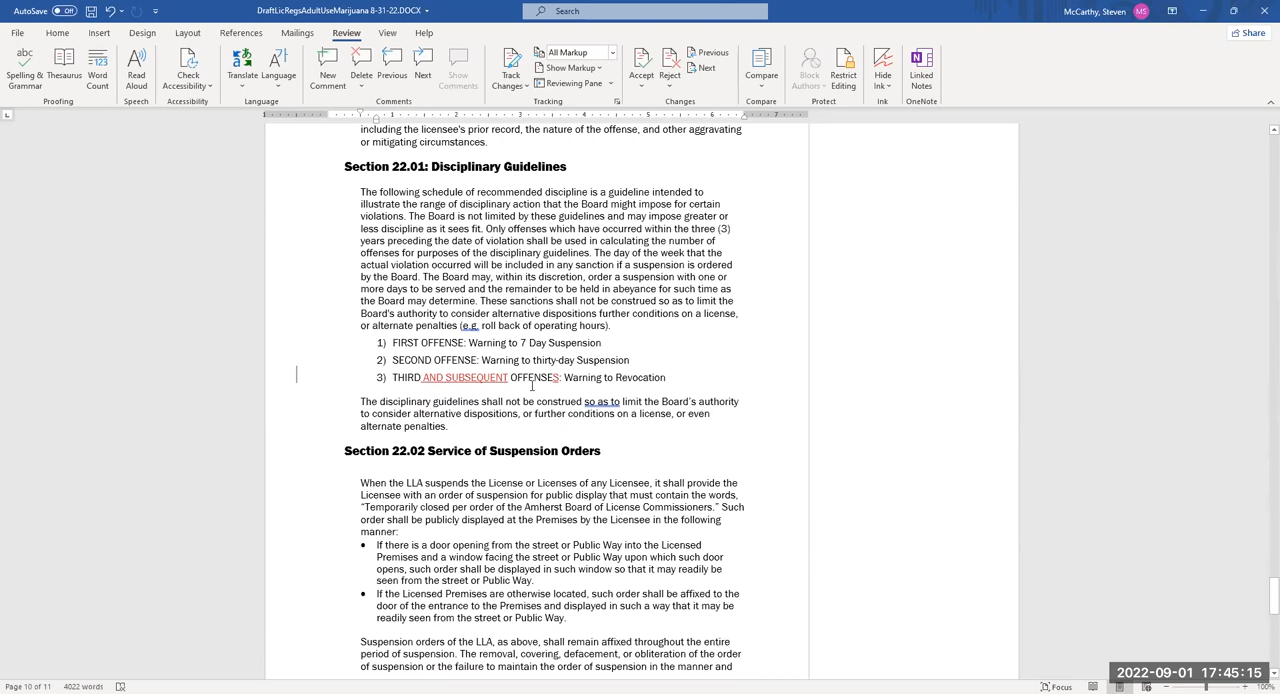 AutoSave Off DraftLicRegsAdultUseMarijuana 8-31-22.DOCX Search McCarthy, Steven MS
File Home Insert Design Layout References Mailings Review View Help Share
abc Spelling & Grammar Thesaurus Word Count Read Aloud Check Accessibility Translate Language New Comment Delete Previous Next Show Comments Track Changes All Markup Show Markup Reviewing Pane Accept Reject Previous Next Compare Block Authors Restrict Editing Hide Ink Linked Notes
Proofing Speech Accessibility Language Comments Tracking Changes Compare Protect Ink OneNote
1 1 2 3 4 5 6 7
including the licensee's prior record, the nature of the offense, and other aggravating
or mitigating circumstances.
Section 22.01: Disciplinary Guidelines
The following schedule of recommended discipline is a guideline intended to
illustrate the range of disciplinary action that the Board might impose for certain
violations. The Board is not limited by these guidelines and may impose greater or
less discipline as it sees fit. Only offenses which have occurred within the three (3)
years preceding the date of violation shall be used in calculating the number of
offenses for purposes of the disciplinary guidelines. The day of the week that the
actual violation occurred will be included in any sanction if a suspension is ordered
by the Board. The Board may, within its discretion, order a suspension with one or
more days to be served and the remainder to be held in abeyance for such time as
the Board may determine. These sanctions shall not be construed so as to limit the
Board's authority to consider alternative dispositions further conditions on a license,
or alternate penalties (e.g. roll back of operating hours).
1) FIRST OFFENSE: Warning to 7 Day Suspension
2) SECOND OFFENSE: Warning to thirty-day Suspension
3) THIRD AND SUBSEQUENT OFFENSES: Warning to Revocation
The disciplinary guidelines shall not be construed so as to limit the Board's authority
to consider alternative dispositions, or further conditions on a license, or even
alternate penalties.
Section 22.02 Service of Suspension Orders
When the LLA suspends the License or Licenses of any Licensee, it shall provide the
Licensee with an order of suspension for public display that must contain the words,
“Temporarily closed per order of the Amherst Board of License Commissioners.” Such
order shall be publicly displayed at the Premises by the Licensee in the following
manner:
• If there is a door opening from the street or Public Way into the Licensed
Premises and a window facing the street or Public Way upon which such door
opens, such order shall be displayed in such window so that it may readily be
seen from the street or Public Way.
• If the Licensed Premises are otherwise located, such order shall be affixed to the
door of the entrance to the Premises and displayed in such a way that it may be
readily seen from the street or Public Way.
Suspension orders of the LLA, as above, shall remain affixed throughout the entire
period of suspension. The removal, covering, defacement, or obliteration of the order
of suspension or the failure to maintain the order of suspension in the manner and
2022-09-01 17:45:15
Page 10 of 11 4022 words Focus 100%